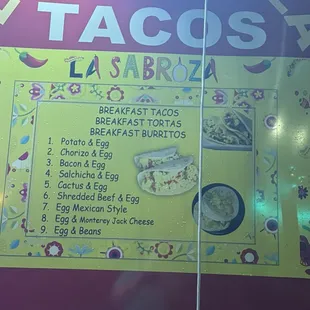 TACOS
LA SABROZA
BREAKFAST TACOS
BREAKFAST TORTAS
BREAKFAST BURRITOS
1. Potato & Egg
2. Chorizo & Egg
3. Bacon & Egg
4. Salchicha & Egg
5. Cactus & Egg
6. Shredded Beef & Egg
7. Egg Mexican Style
8. Egg & Monterey Jack Cheese
9. Egg & Beans